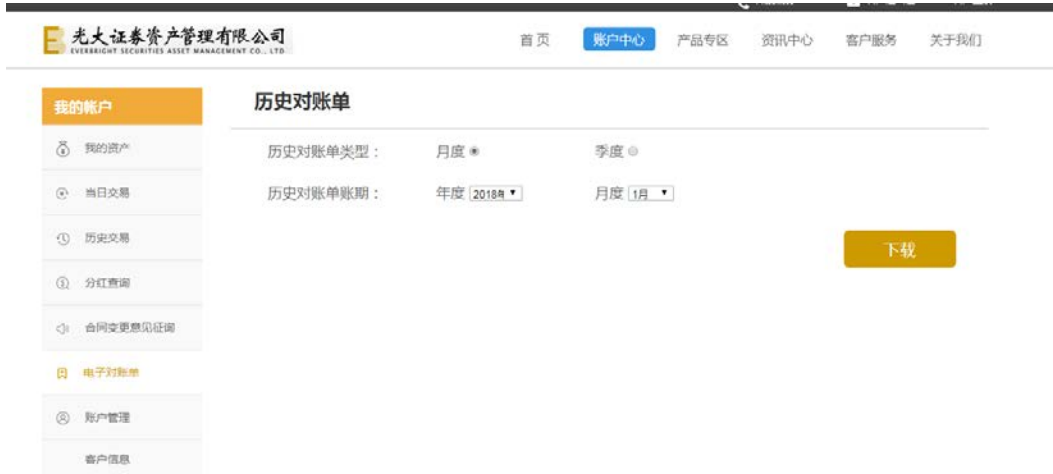 光大证券资产管理有限公司
EVERBRIGHT SECURITIES ASSET MANAGEMENT CO., LTD
首页 账户中心 产品专区 资讯中心 客户服务 关于我们
我的帐户
我的资产
当日交易
历史交易
分红查询
合同变更意见征询
电子对账单
账户管理
客户信息
历史对账单
历史对账单类型： 月度 季度
历史对账单账期： 年度 2018年 月度 1月
下载